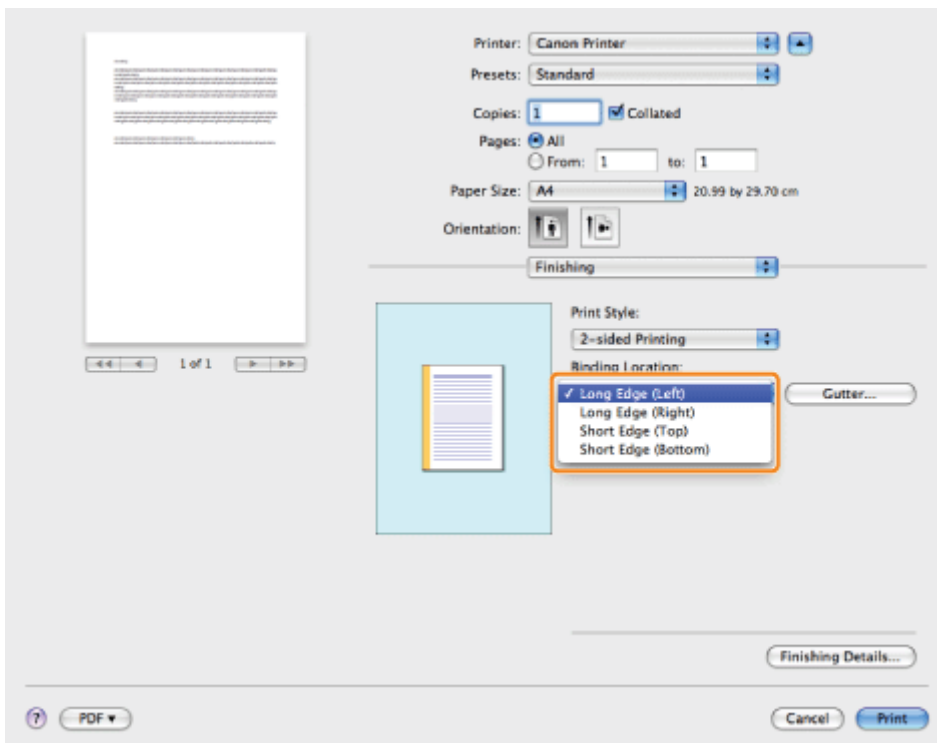 Printer: Canon Printer
Presets: Standard
Copies: 1 Collated
Pages: All
From: 1 to: 1
Paper Size: A4 20.99 by 29.70 cm
Orientation:
Finishing
Print Style:
2-sided Printing
1 of 1
Binding Location:
✓ Long Edge (Left) Gutter...
Long Edge (Right)
Short Edge (Top)
Short Edge (Bottom)
Finishing Details...
? PDF ▾ Cancel Print